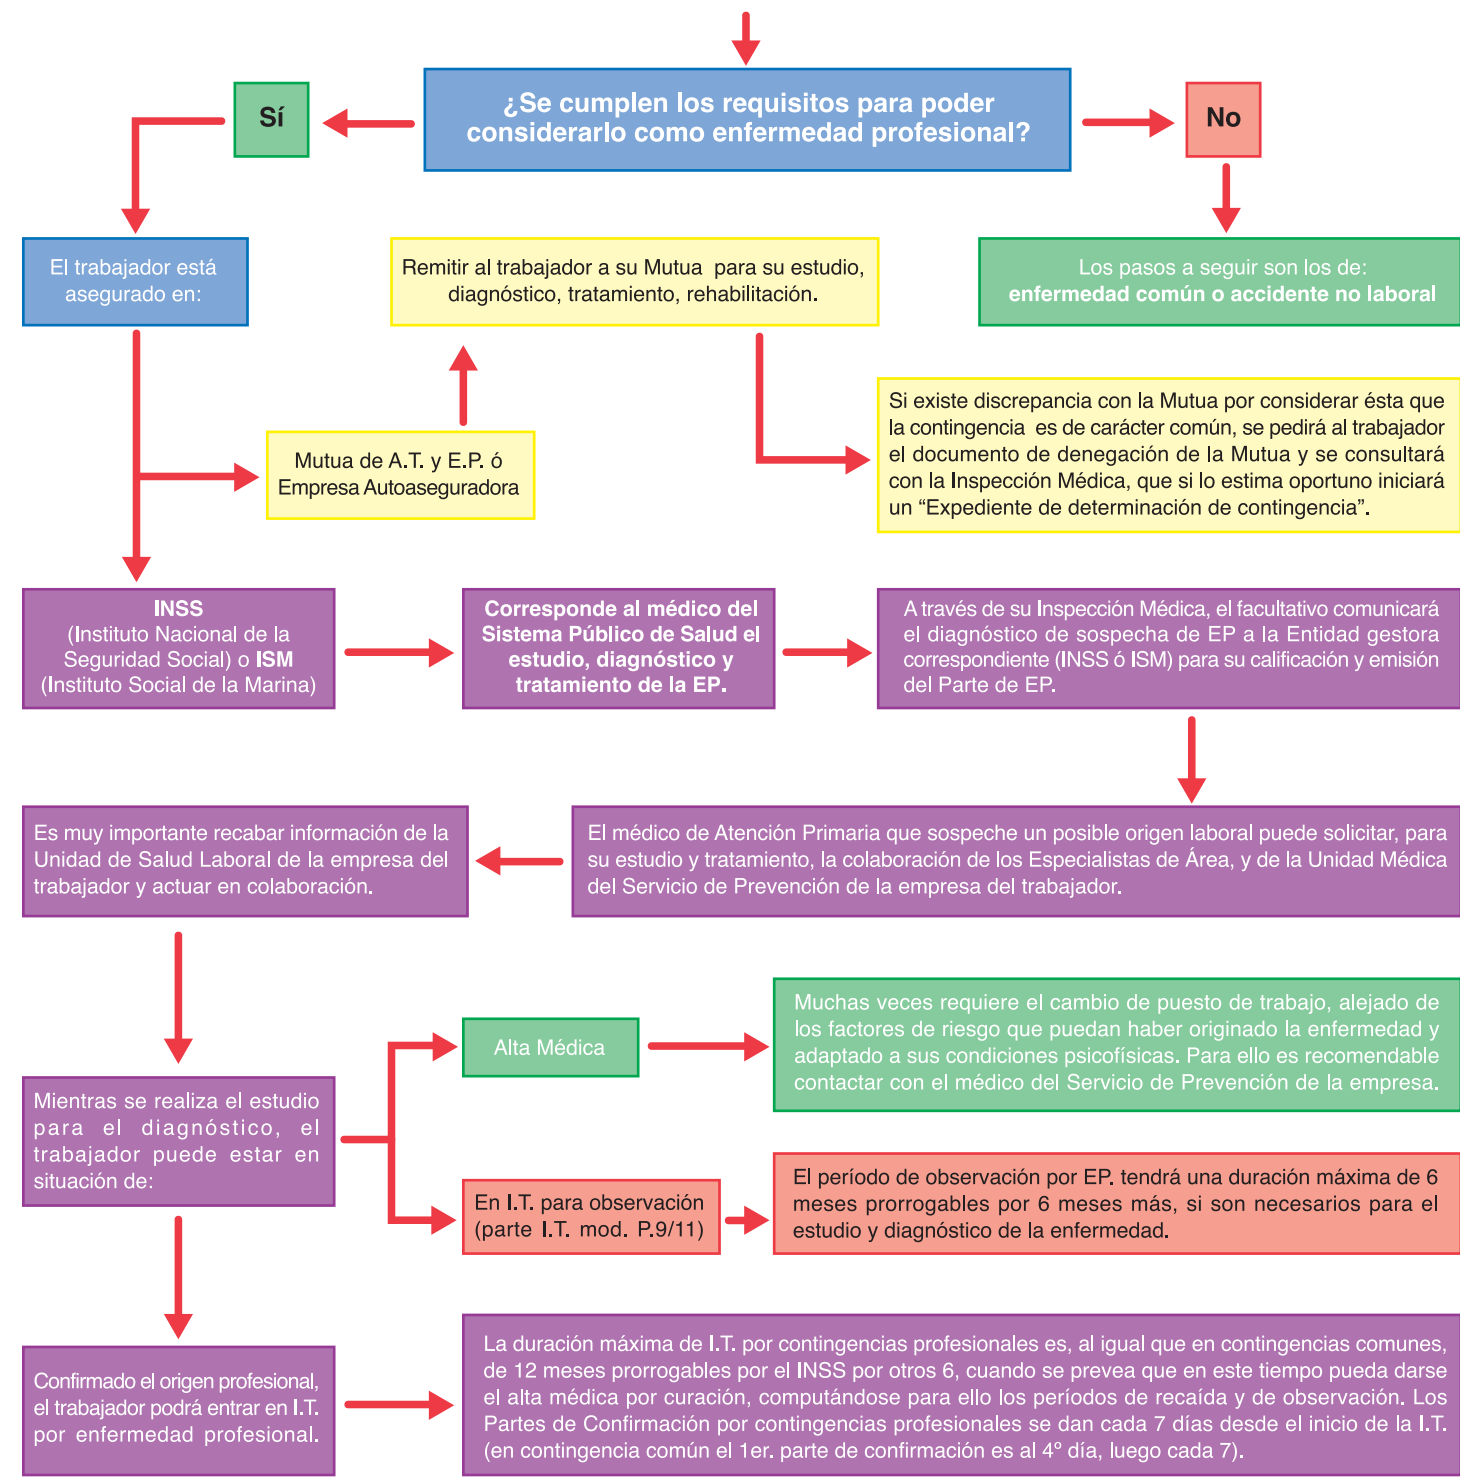 ¿Se cumplen los requisitos para poder
considerarlo como enfermedad profesional?
Sí
No
El trabajador está
asegurado en:
Remitir al trabajador a su Mutua para su estudio,
diagnóstico, tratamiento, rehabilitación.
Los pasos a seguir son los de:
enfermedad común o accidente no laboral
Mutua de A.T. y E.P. ó
Empresa Autoaseguradora
Si existe discrepancia con la Mutua por considerar ésta que
la contingencia es de carácter común, se pedirá al trabajador
el documento de denegación de la Mutua y se consultará
con la Inspección Médica, que si lo estima oportuno iniciará
un “Expediente de determinación de contingencia”.
INSS
(Instituto Nacional de la
Seguridad Social) o ISM
(Instituto Social de la Marina)
Corresponde al médico del
Sistema Público de Salud el
estudio, diagnóstico y
tratamiento de la EP.
A través de su Inspección Médica, el facultativo comunicará
el diagnóstico de sospecha de EP a la Entidad gestora
correspondiente (INSS ó ISM) para su calificación y emisión
del Parte de EP.
El médico de Atención Primaria que sospeche un posible origen laboral puede solicitar, para
su estudio y tratamiento, la colaboración de los Especialistas de Área, y de la Unidad Médica
del Servicio de Prevención de la empresa del trabajador.
Es muy importante recabar información de la
Unidad de Salud Laboral de la empresa del
trabajador y actuar en colaboración.
Mientras se realiza el estudio
para el diagnóstico, el
trabajador puede estar en
situación de:
Alta Médica
Muchas veces requiere el cambio de puesto de trabajo, alejado de
los factores de riesgo que puedan haber originado la enfermedad y
adaptado a sus condiciones psicofísicas. Para ello es recomendable
contactar con el médico del Servicio de Prevención de la empresa.
En I.T. para observación
(parte I.T. mod. P.9/11)
El período de observación por EP. tendrá una duración máxima de 6
meses prorrogables por 6 meses más, si son necesarios para el
estudio y diagnóstico de la enfermedad.
Confirmado el origen profesional,
el trabajador podrá entrar en I.T.
por enfermedad profesional.
La duración máxima de I.T. por contingencias profesionales es, al igual que en contingencias comunes,
de 12 meses prorrogables por el INSS por otros 6, cuando se prevea que en este tiempo pueda darse
el alta médica por curación, computándose para ello los períodos de recaída y de observación. Los
Partes de Confirmación por contingencias profesionales se dan cada 7 días desde el inicio de la I.T.
(en contingencia común el 1er. parte de confirmación es al 4º día, luego cada 7).